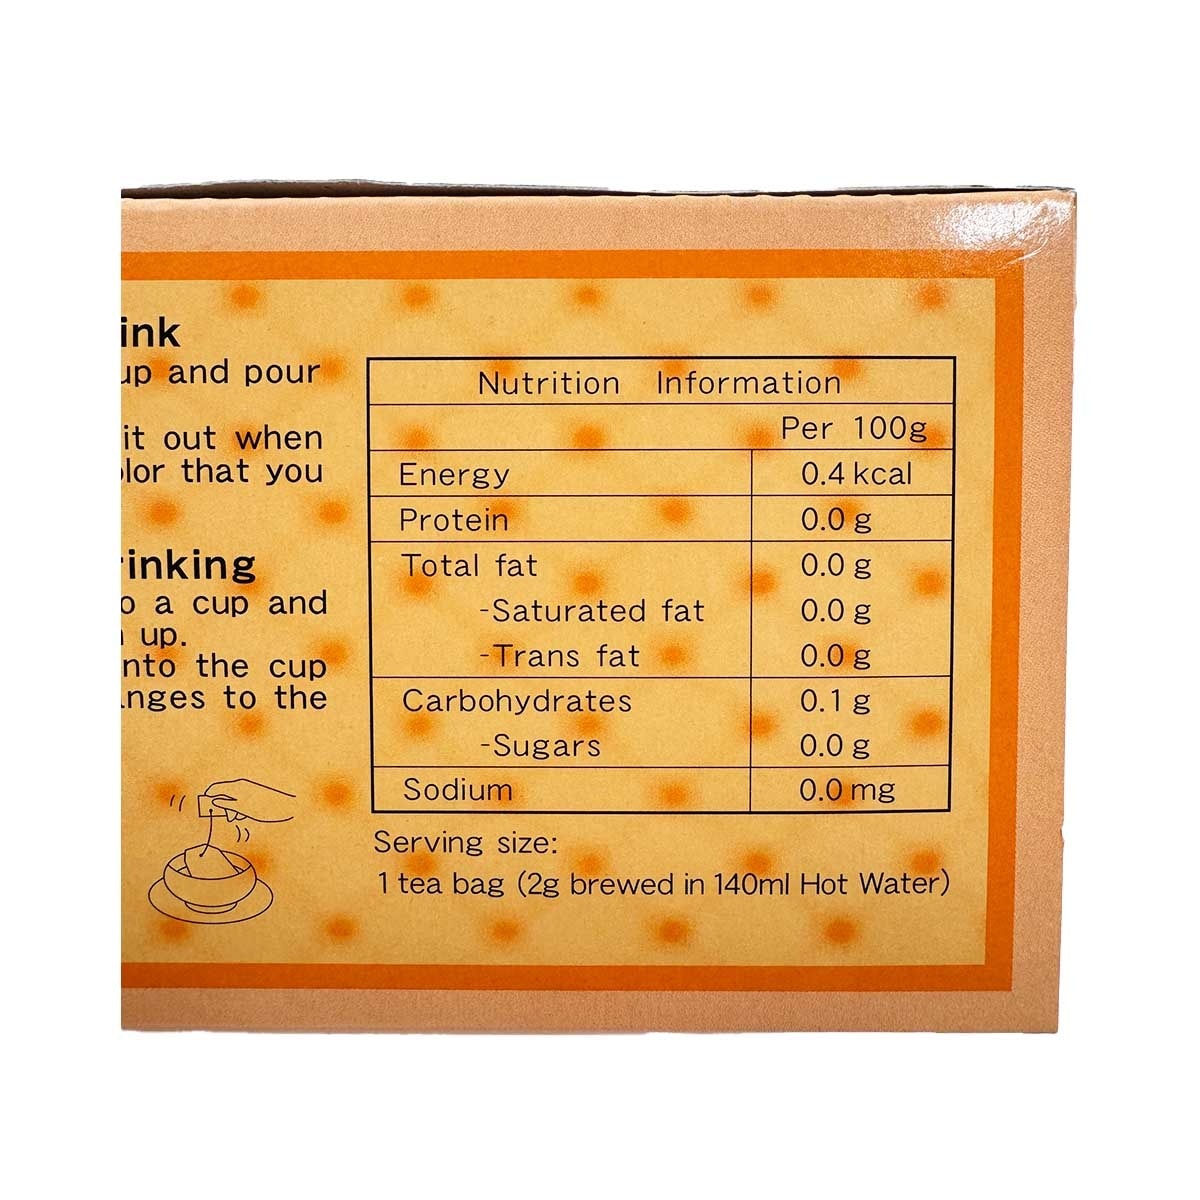 ink
up and pour
it out when
lor that you
rinking
o a cup and
up.
nto the cup
nges to the
Nutrition Information
Per 100g
Energy 0.4 kcal
Protein 0.0 g
Total fat 0.0 g
-Saturated fat 0.0 g
-Trans fat 0.0 g
Carbohydrates 0.1 g
-Sugars 0.0 g
Sodium 0.0 mg
Serving size:
1 tea bag (2g brewed in 140ml Hot Water)